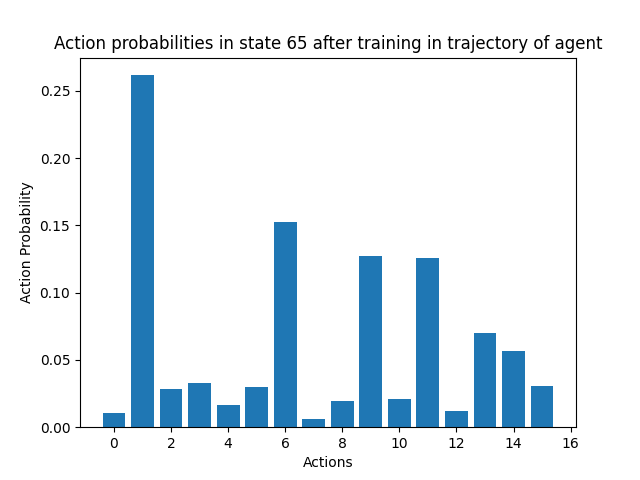 Action probabilities in state 65 after training in trajectory of agent
0.25
0.20
0.15
0.10
0.05
0.00
Action Probability
0 2 4 6 8 10 12 14 16
Actions